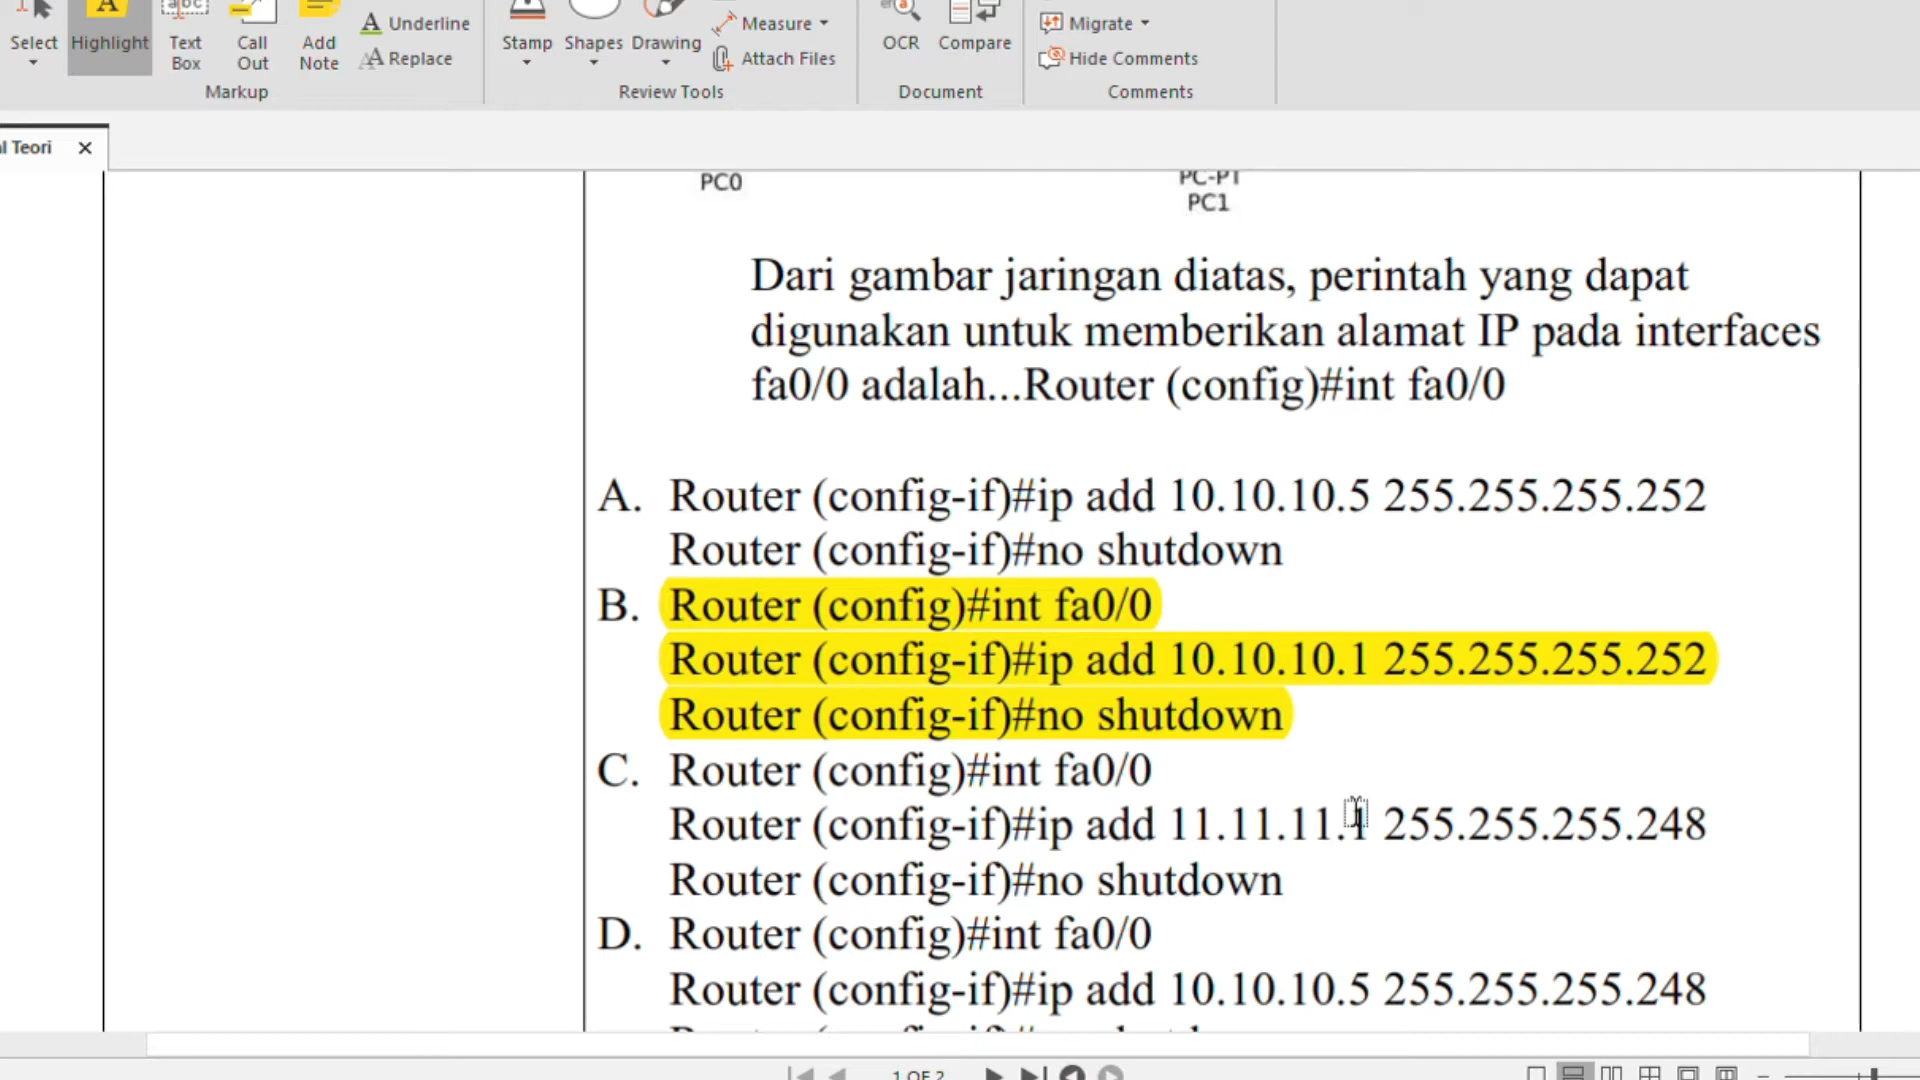 Select
Highlight
Text Box
Call Out
Add Note
Underline
Replace
Markup
Stamp
Shapes
Drawing
Measure
Attach Files
Review Tools
OCR
Compare
Document
Migrate
Hide Comments
Comments
l Teori
PC0
PC-PT
PC1
Dari gambar jaringan diatas, perintah yang dapat
digunakan untuk memberikan alamat IP pada interfaces
fa0/0 adalah...Router (config)#int fa0/0
A. Router (config-if)#ip add 10.10.10.5 255.255.255.252
Router (config-if)#no shutdown
B. Router (config)#int fa0/0
Router (config-if)#ip add 10.10.10.1 255.255.255.252
Router (config-if)#no shutdown
C. Router (config)#int fa0/0
Router (config-if)#ip add 11.11.11.1 255.255.255.248
Router (config-if)#no shutdown
D. Router (config)#int fa0/0
Router (config-if)#ip add 10.10.10.5 255.255.255.248
1 OF 2